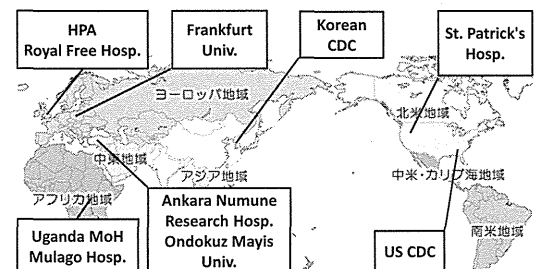 HPA
Royal Free Hosp.
Frankfurt
Univ.
Korean
CDC
St. Patrick's
Hosp.
ヨーロッパ地域
北米地域
中東地域
アジア地域
中米・カリブ海地域
アフリカ地域
南米地域
Ankara Numune
Research Hosp.
Ondokuz Mayis
Univ.
Uganda MoH
Mulago Hosp.
US CDC